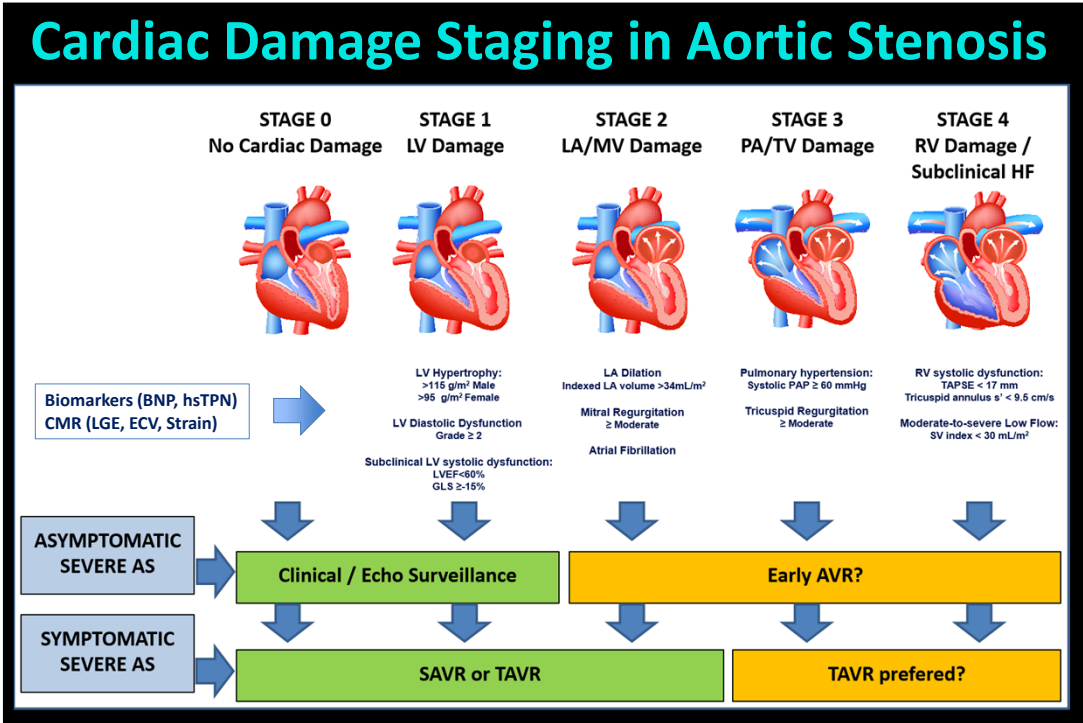 Cardiac Damage Staging in Aortic Stenosis
STAGE 0
No Cardiac Damage
STAGE 1
LV Damage
STAGE 2
LA/MV Damage
STAGE 3
PA/TV Damage
STAGE 4
RV Damage /
Subclinical HF
Biomarkers (BNP, hsTPN)
CMR (LGE, ECV, Strain)
LV Hypertrophy:
>115 g/m² Male
>95 g/m² Female
LV Diastolic Dysfunction
Grade ≥ 2
Subclinical LV systolic dysfunction:
LVEF<60%
GLS ≥-15%
LA Dilation
Indexed LA volume >34mL/m²
Mitral Regurgitation
≥ Moderate
Atrial Fibrillation
Pulmonary hypertension:
Systolic PAP ≥ 60 mmHg
Tricuspid Regurgitation
≥ Moderate
RV systolic dysfunction:
TAPSE < 17 mm
Tricuspid annulus s’ < 9.5 cm/s
Moderate-to-severe Low Flow:
SV index < 30 mL/m²
ASYMPTOMATIC
SEVERE AS
Clinical / Echo Surveillance
Early AVR?
SYMPTOMATIC
SEVERE AS
SAVR or TAVR
TAVR prefered?